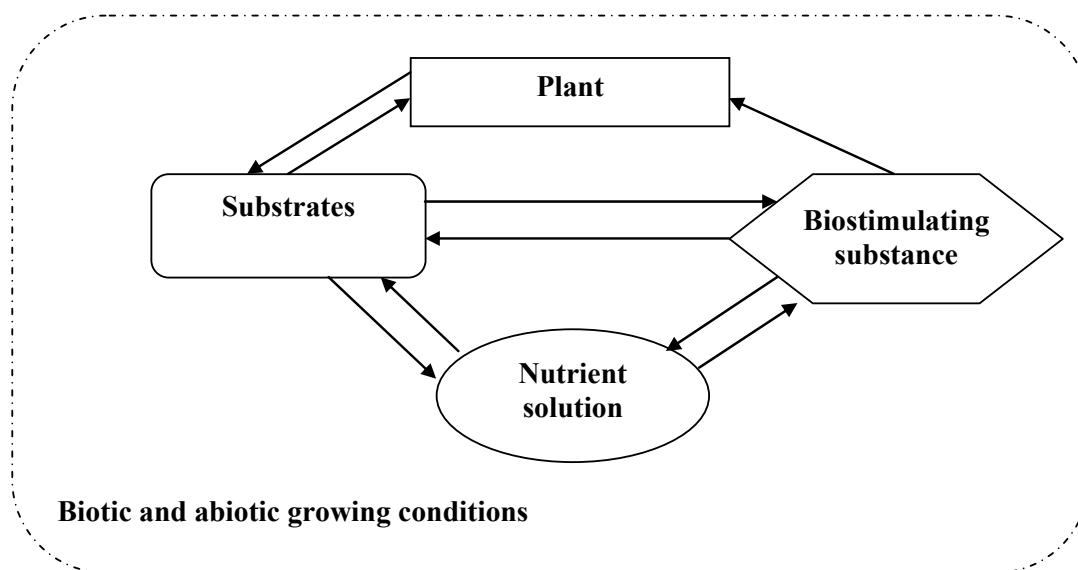 Plant
Substrates
Biostimulating
substance
Nutrient
solution
Biotic and abiotic growing conditions